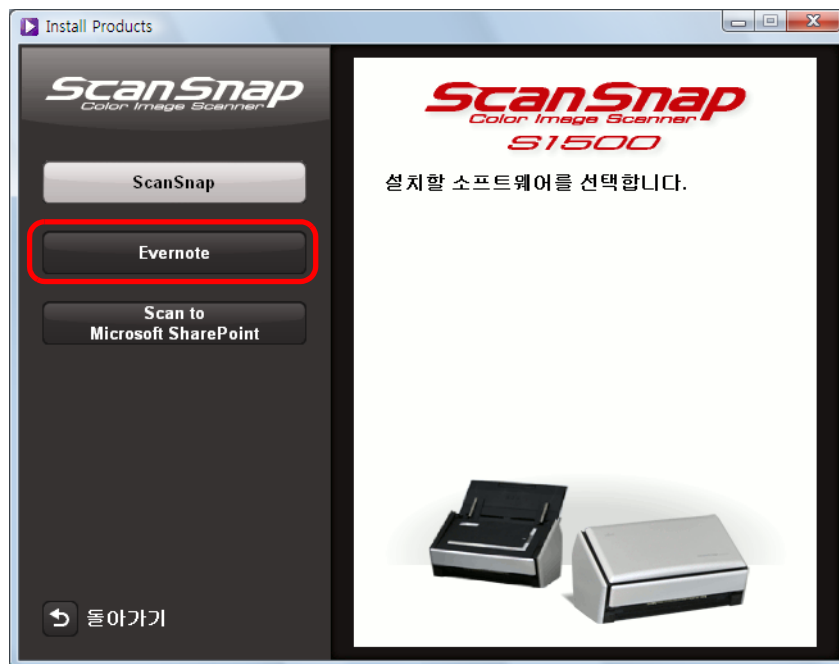 Install Products
ScanSnap
Color Image Scanner
ScanSnap
Evernote
Scan to
Microsoft SharePoint
돌아가기
ScanSnap
Color Image Scanner
S1500
설치할 소프트웨어를 선택합니다.